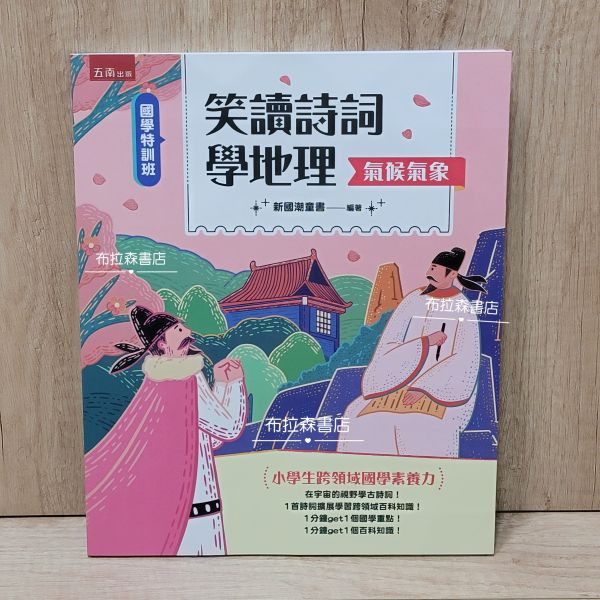 五南出版
國學特訓班
笑讀詩詞
學地理
氣候氣象
新國潮童書——編著
布拉森書店
布拉森書店
布拉森書店
小學生跨領域國學素養力
在宇宙的視野學古詩詞！
1首詩詞擴展學習跨領域百科知識！
1分鐘get1個國學重點！
1分鐘get1個百科知識！